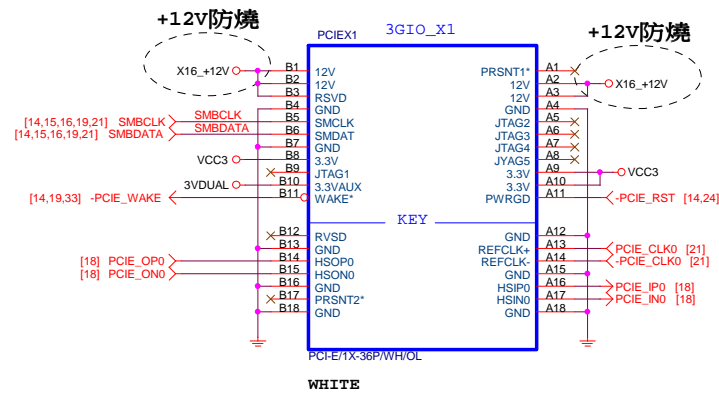 +12V防燒
3GIO_X1
+12V防燒
PCIEX1
X16_+12V
B1 12V
B2 12V
B3 RSVD
B4 GND
[14,15,16,19,21] SMBCLK SMBCLK B5 SMCLK
[14,15,16,19,21] SMBDATA SMBDATA B6 SMDAT
B7 GND
VCC3 B8 3.3V
B9 JTAG1
3VDUAL B10 3.3VAUX
[14,19,33] -PCIE_WAKE B11 WAKE*
KEY
B12 RVSD
B13 GND
[18] PCIE_OP0 B14 HSOP0
[18] PCIE_ON0 B15 HSON0
B16 GND
B17 PRSNT2*
B18 GND
PRSNT1* A1
12V A2
X16_+12V
12V A3
GND A4
JTAG2 A5
JTAG3 A6
JTAG4 A7
JYAG5 A8
3.3V A9 VCC3
3.3V A10
PWRGD A11 -PCIE_RST [14,24]
GND A12
REFCLK+ A13 PCIE_CLK0 [21]
REFCLK- A14 -PCIE_CLK0 [21]
GND A15
HSIP0 A16 PCIE_IP0 [18]
HSIN0 A17 PCIE_IN0 [18]
GND A18
PCI-E/1X-36P/WH/OL
WHITE